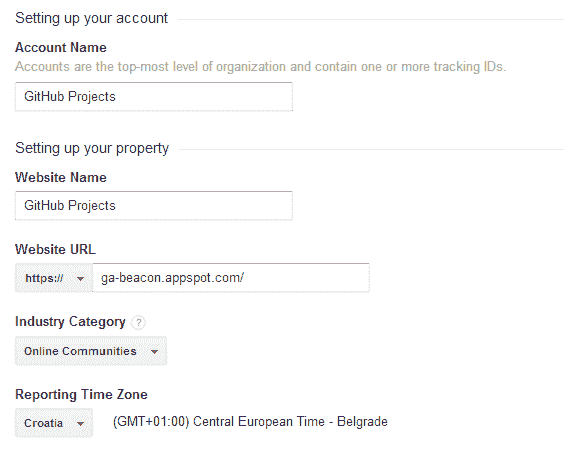 Setting up your account
Account Name
Accounts are the top-most level of organization and contain one or more tracking IDs.
GitHub Projects
Setting up your property
Website Name
GitHub Projects
Website URL
https:// ga-beacon.appspot.com/
Industry Category ?
Online Communities
Reporting Time Zone
Croatia (GMT+01:00) Central European Time - Belgrade